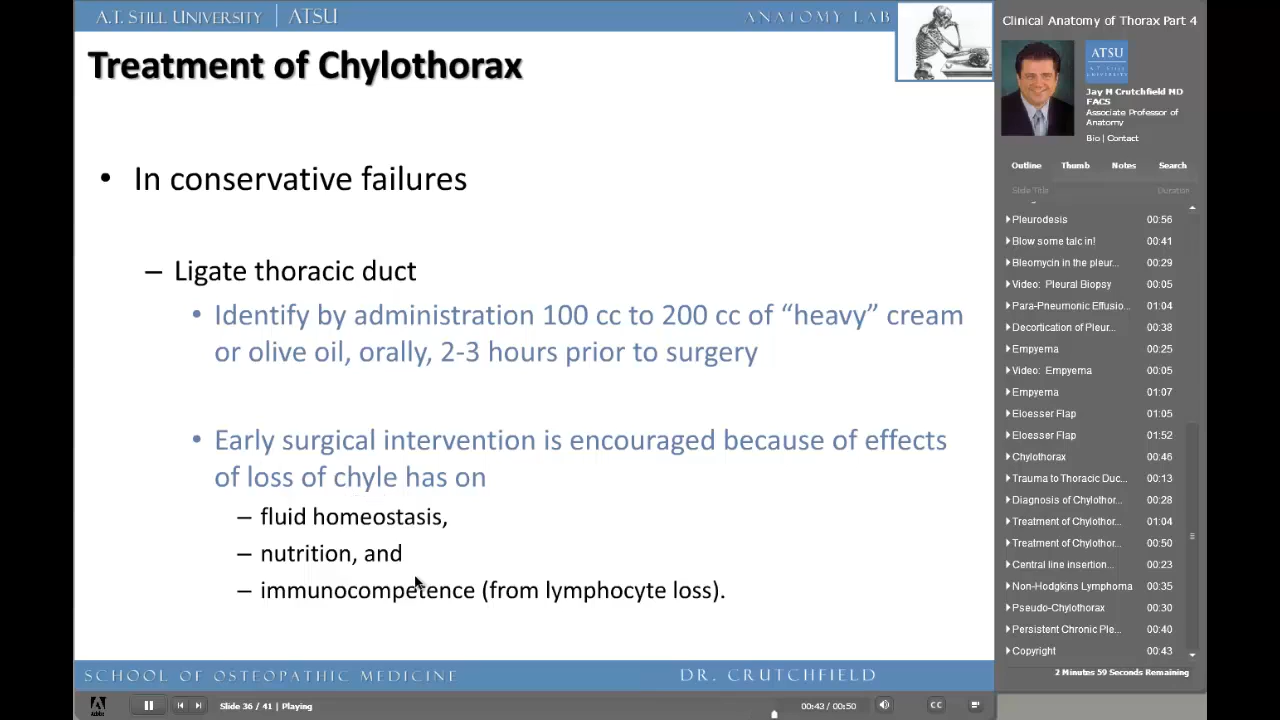 A.T. STILL UNIVERSITY | ATSU
ANATOMY LAB
Treatment of Chylothorax
• In conservative failures
– Ligate thoracic duct
• Identify by administration 100 cc to 200 cc of “heavy” cream
or olive oil, orally, 2-3 hours prior to surgery
• Early surgical intervention is encouraged because of effects
of loss of chyle has on
– fluid homeostasis,
– nutrition, and
– immunocompetence (from lymphocyte loss).
SCHOOL OF OSTEOPATHIC MEDICINE
DR. CRUTCHFIELD
Clinical Anatomy of Thorax Part 4
ATSU
A.T. STILL
UNIVERSITY
Jay M Crutchfield MD
FACS
Associate Professor of
Anatomy
Bio | Contact
Outline Thumb Notes Search
Slide Title Duration
Pleurodesis 00:56
Blow some talc in! 00:41
Bleomycin in the pleur... 00:29
Video: Pleural Biopsy 00:05
Para-Pneumonic Effusio... 01:04
Decortication of Pleur... 00:38
Empyema 00:25
Video: Empyema 00:05
Empyema 01:07
Eloesser Flap 01:05
Eloesser Flap 01:52
Chylothorax 00:46
Trauma to Thoracic Duc... 00:13
Diagnosis of Chylothor... 00:28
Treatment of Chylothor... 01:04
Treatment of Chylothor... 00:50
Central line insertion... 00:23
Non-Hodgkins Lymphoma 00:35
Pseudo-Chylothorax 00:30
Persistent Chronic Ple... 00:40
Copyright 00:43
2 Minutes 59 Seconds Remaining
Adobe
Slide 36 / 41 | Playing
00:43 / 00:50
CC